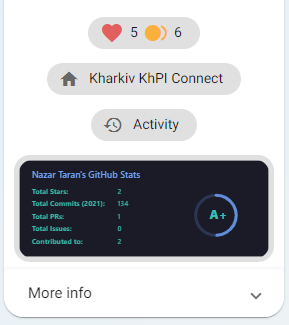 5 6
Kharkiv KhPI Connect
Activity
Nazar Taran's GitHub Stats
Total Stars: 2
Total Commits (2021): 134
Total PRs: 1
Total Issues: 0
Contributed to: 2
A+
More info